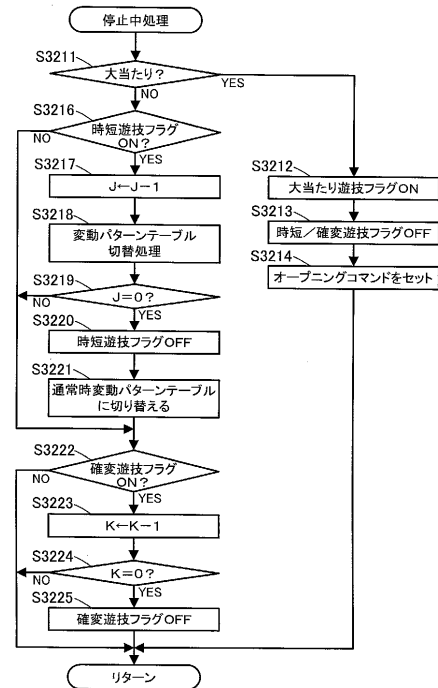 停止中処理
S3211
大当たり？
YES
NO
S3216
時短遊技フラグ
ON？
NO
YES
S3217
J←J－1
S3218
変動パターンテーブル
切替処理
S3219
J＝0？
NO
YES
S3220
時短遊技フラグOFF
S3221
通常時変動パターンテーブル
に切り替える
S3222
確変遊技フラグ
ON？
NO
YES
S3223
K←K－1
S3224
K＝0？
NO
YES
S3225
確変遊技フラグOFF
S3212
大当たり遊技フラグON
S3213
時短／確変遊技フラグOFF
S3214
オープニングコマンドをセット
リターン